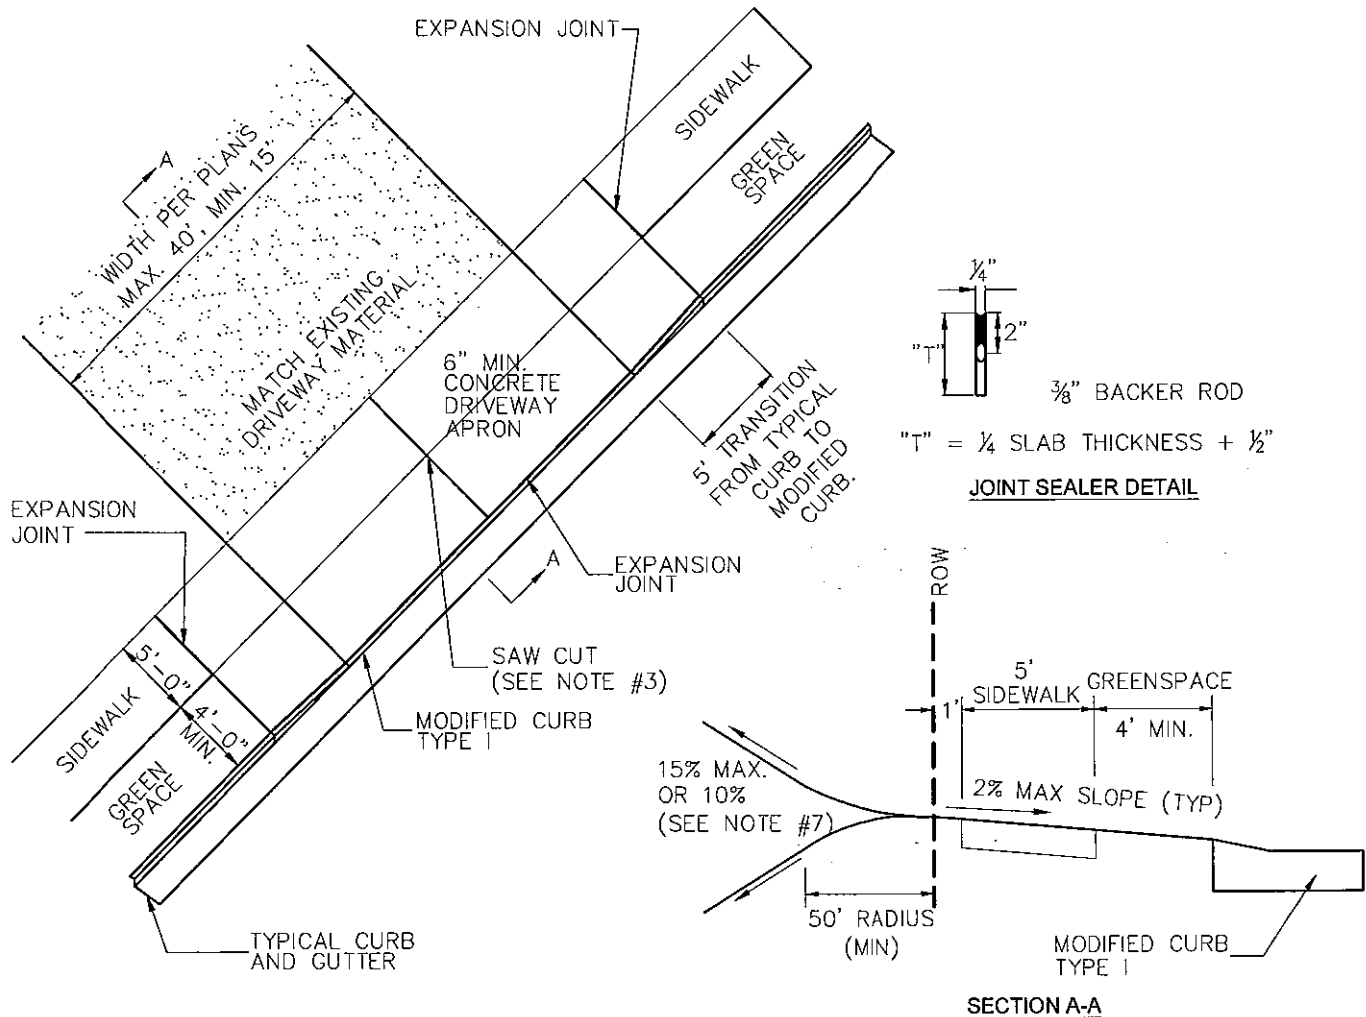 EXPANSION JOINT
SIDEWALK
GREEN
SPACE
A
WIDTH PER PLANS
MAX. 40', MIN. 15'
MATCH EXISTING
DRIVEWAY MATERIAL
6" MIN.
CONCRETE
DRIVEWAY
APRON
5' TRANSITION
FROM TYPICAL
CURB TO
MODIFIED
CURB.
¼"
"T"
2"
⅜" BACKER ROD
"T" = ¼ SLAB THICKNESS + ½"
JOINT SEALER DETAIL
EXPANSION
JOINT
A
EXPANSION
JOINT
SAW CUT
(SEE NOTE #3)
MODIFIED CURB
TYPE I
5'-0"
4'-0"
MIN.
SIDEWALK
GREEN
SPACE
TYPICAL CURB
AND GUTTER
ROW
1'
5'
SIDEWALK
GREENSPACE
4' MIN.
15% MAX.
OR 10%
(SEE NOTE #7)
2% MAX SLOPE (TYP)
50' RADIUS
(MIN)
MODIFIED CURB
TYPE I
SECTION A-A